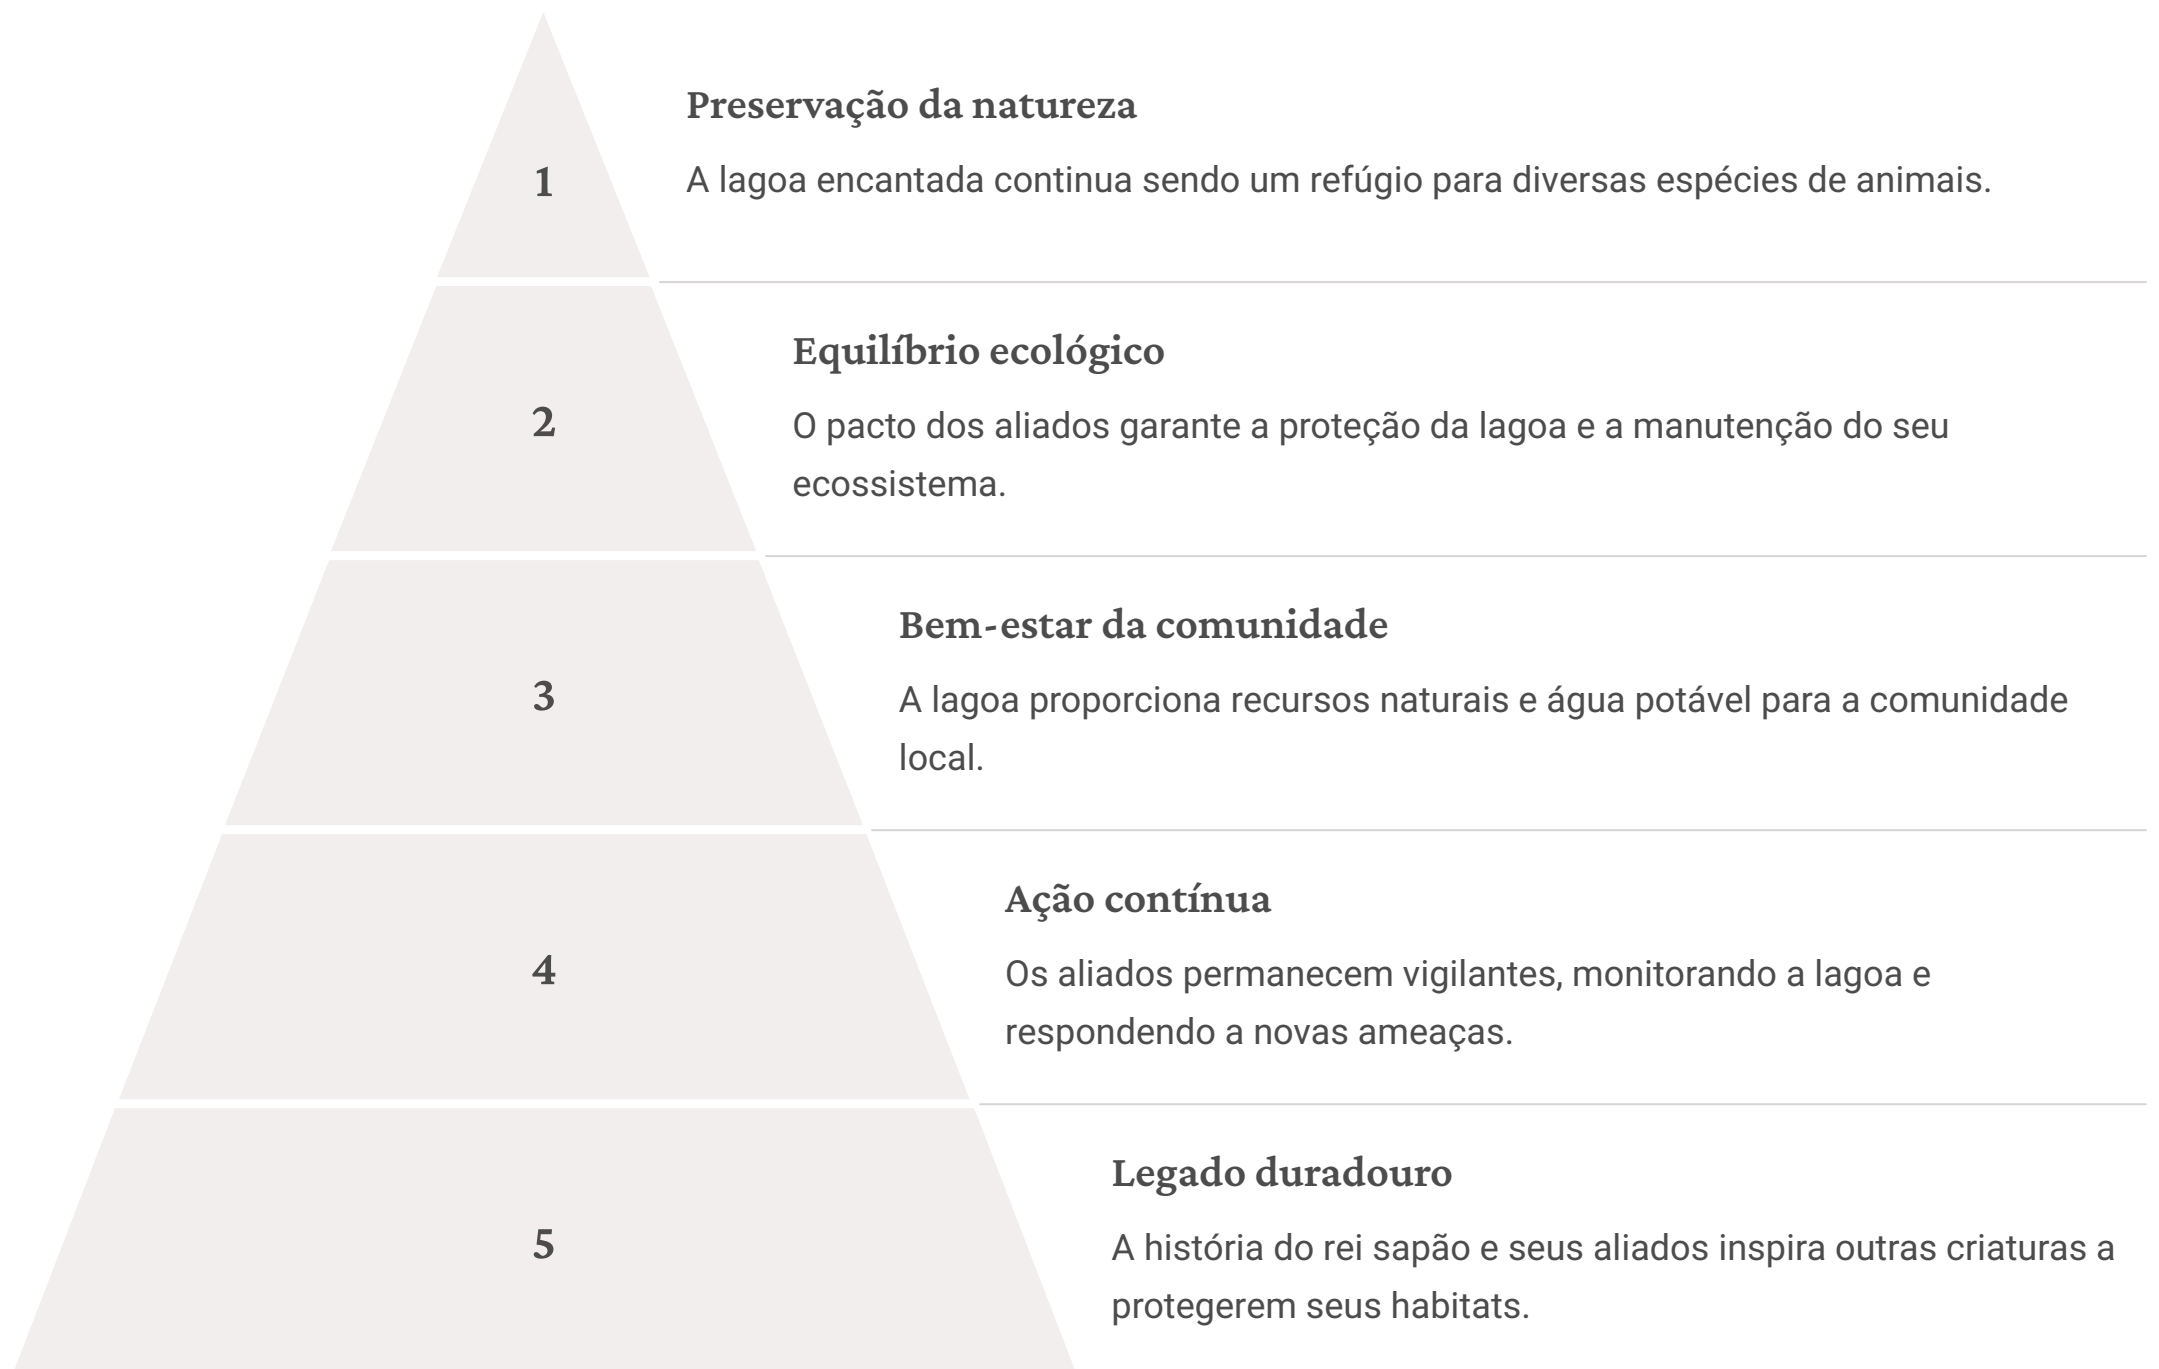 1
Preservação da natureza
A lagoa encantada continua sendo um refúgio para diversas espécies de animais.
2
Equilíbrio ecológico
O pacto dos aliados garante a proteção da lagoa e a manutenção do seu
ecossistema.
3
Bem-estar da comunidade
A lagoa proporciona recursos naturais e água potável para a comunidade
local.
4
Ação contínua
Os aliados permanecem vigilantes, monitorando a lagoa e
respondendo a novas ameaças.
5
Legado duradouro
A história do rei sapão e seus aliados inspira outras criaturas a
protegerem seus habitats.